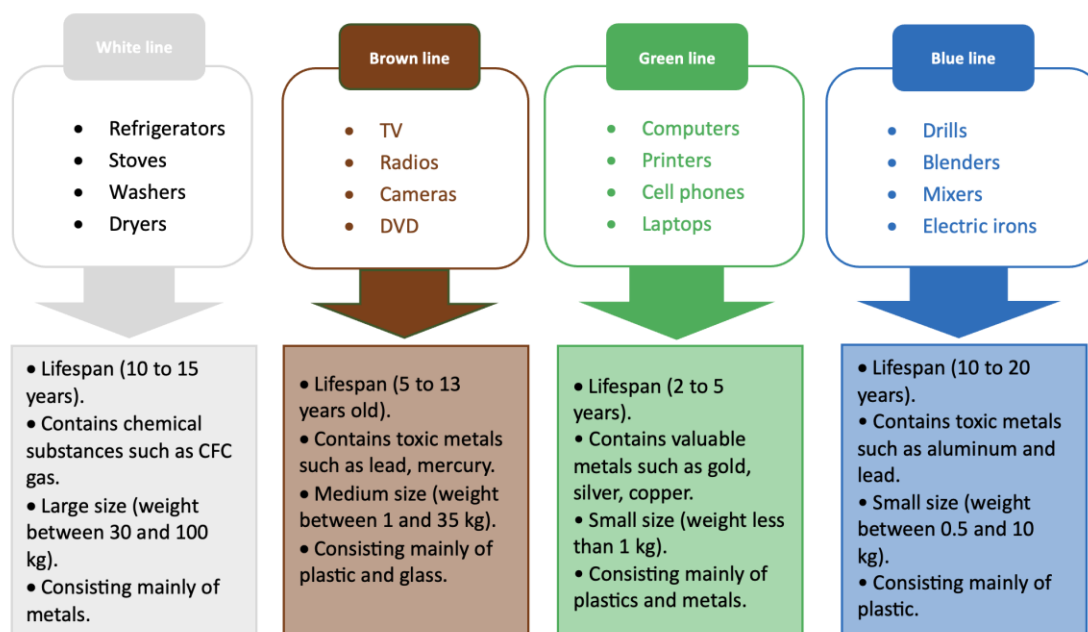 White line
• Refrigerators
• Stoves
• Washers
• Dryers
• Lifespan (10 to 15
years).
• Contains chemical
substances such as CFC
gas.
• Large size (weight
between 30 and 100
kg).
• Consisting mainly of
metals.
Brown line
• TV
• Radios
• Cameras
• DVD
• Lifespan (5 to 13
years old).
• Contains toxic metals
such as lead, mercury.
• Medium size (weight
between 1 and 35 kg).
• Consisting mainly of
plastic and glass.
Green line
• Computers
• Printers
• Cell phones
• Laptops
• Lifespan (2 to 5
years).
• Contains valuable
metals such as gold,
silver, copper.
• Small size (weight less
than 1 kg).
• Consisting mainly of
plastics and metals.
Blue line
• Drills
• Blenders
• Mixers
• Electric irons
• Lifespan (10 to 20
years).
• Contains toxic metals
such as aluminum and
lead.
• Small size (weight
between 0.5 and 10
kg).
• Consisting mainly of
plastic.